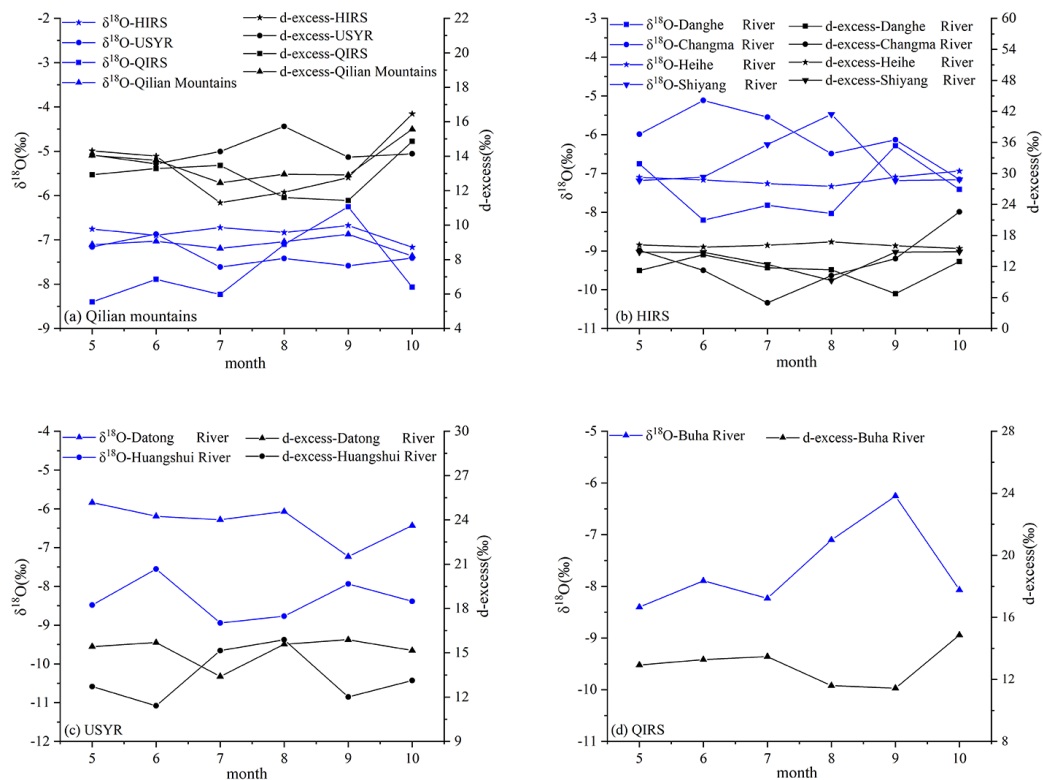 δ¹⁸O-HIRS
δ¹⁸O-USYR
δ¹⁸O-QIRS
δ¹⁸O-Qilian Mountains
d-excess-HIRS
d-excess-USYR
d-excess-QIRS
d-excess-Qilian Mountains
-2
-3
-4
-5
-6
-7
-8
-9
δ¹⁸O(‰)
22
20
18
16
14
12
10
8
6
4
d-excess(‰)
(a) Qilian mountains
5 6 7 8 9 10
month
δ¹⁸O-Danghe River
δ¹⁸O-Changma River
δ¹⁸O-Heihe River
δ¹⁸O-Shiyang River
d-excess-Danghe River
d-excess-Changma River
d-excess-Heihe River
d-excess-Shiyang River
-3
-4
-5
-6
-7
-8
-9
-10
-11
δ¹⁸O(‰)
60
54
48
42
36
30
24
18
12
6
0
d-excess(‰)
(b) HIRS
5 6 7 8 9 10
month
δ¹⁸O-Datong River
δ¹⁸O-Huangshui River
d-excess-Datong River
d-excess-Huangshui River
-4
-5
-6
-7
-8
-9
-10
-11
-12
δ¹⁸O(‰)
30
27
24
21
18
15
12
9
d-excess(‰)
(c) USYR
5 6 7 8 9 10
month
δ¹⁸O-Buha River
d-excess-Buha River
-5
-6
-7
-8
-9
-10
-11
δ¹⁸O(‰)
28
24
20
16
12
8
d-excess(‰)
(d) QIRS
5 6 7 8 9 10
month